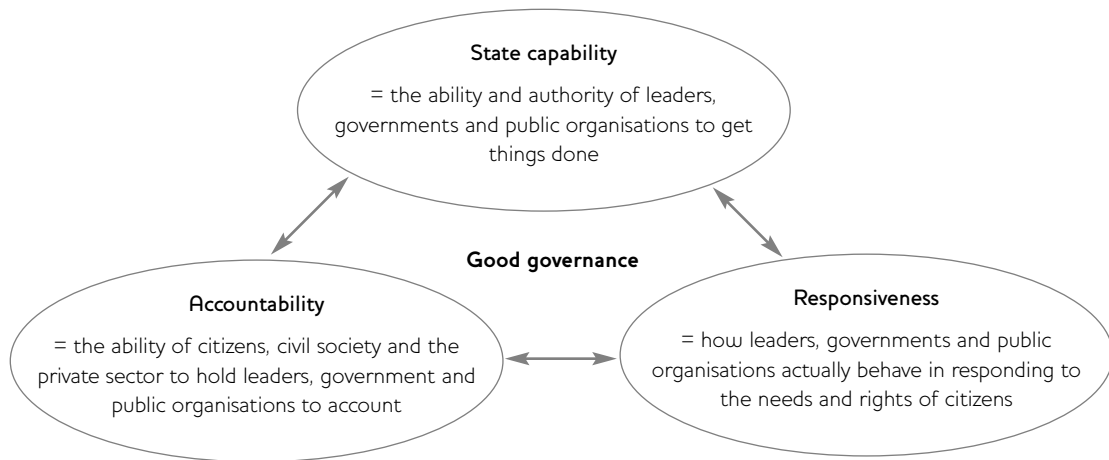 State capability
= the ability and authority of leaders,
governments and public organisations to get
things done
Good governance
Accountability
= the ability of citizens, civil society and the
private sector to hold leaders, government and
public organisations to account
Responsiveness
= how leaders, governments and public
organisations actually behave in responding to
the needs and rights of citizens